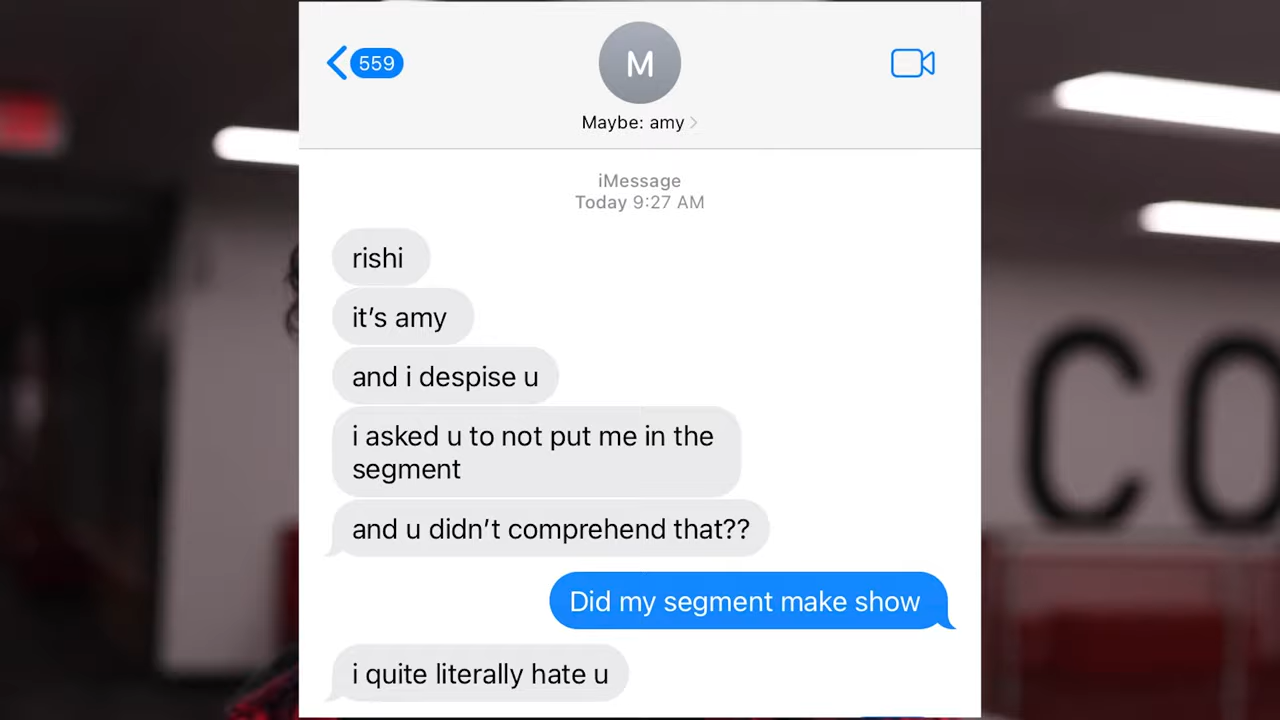 559
M
Maybe: amy
iMessage
Today 9:27 AM
rishi
it’s amy
and i despise u
i asked u to not put me in the
segment
and u didn’t comprehend that??
Did my segment make show
i quite literally hate u
CO